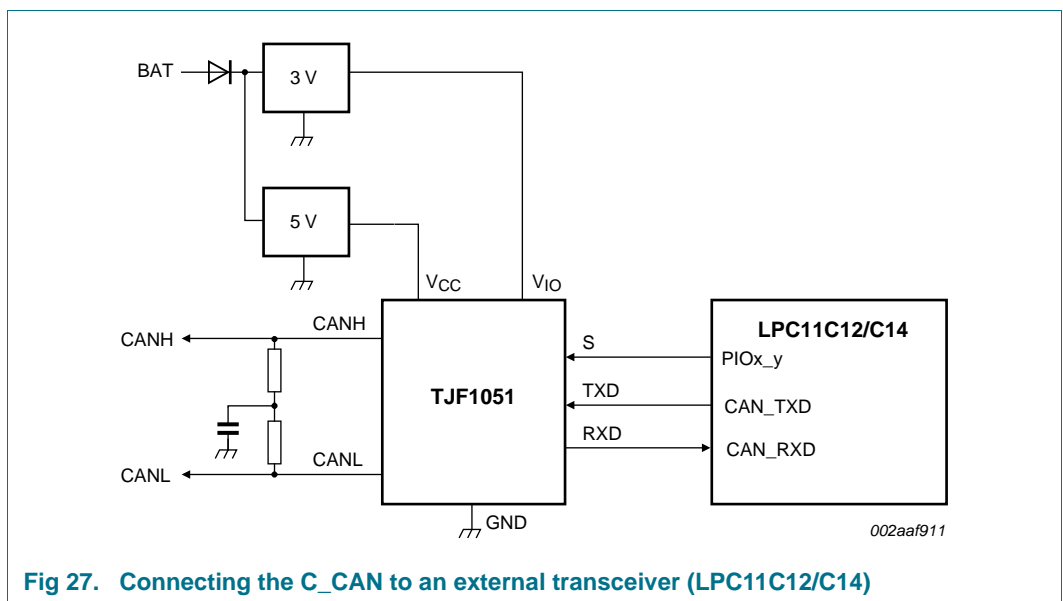 BAT
3 V
5 V
VCC
VIO
CANH
CANH
LPC11C12/C14
S
PIOx_y
TJF1051
TXD
CAN_TXD
RXD
CAN_RXD
CANL
CANL
GND
002aaf911
Fig 27. Connecting the C_CAN to an external transceiver (LPC11C12/C14)